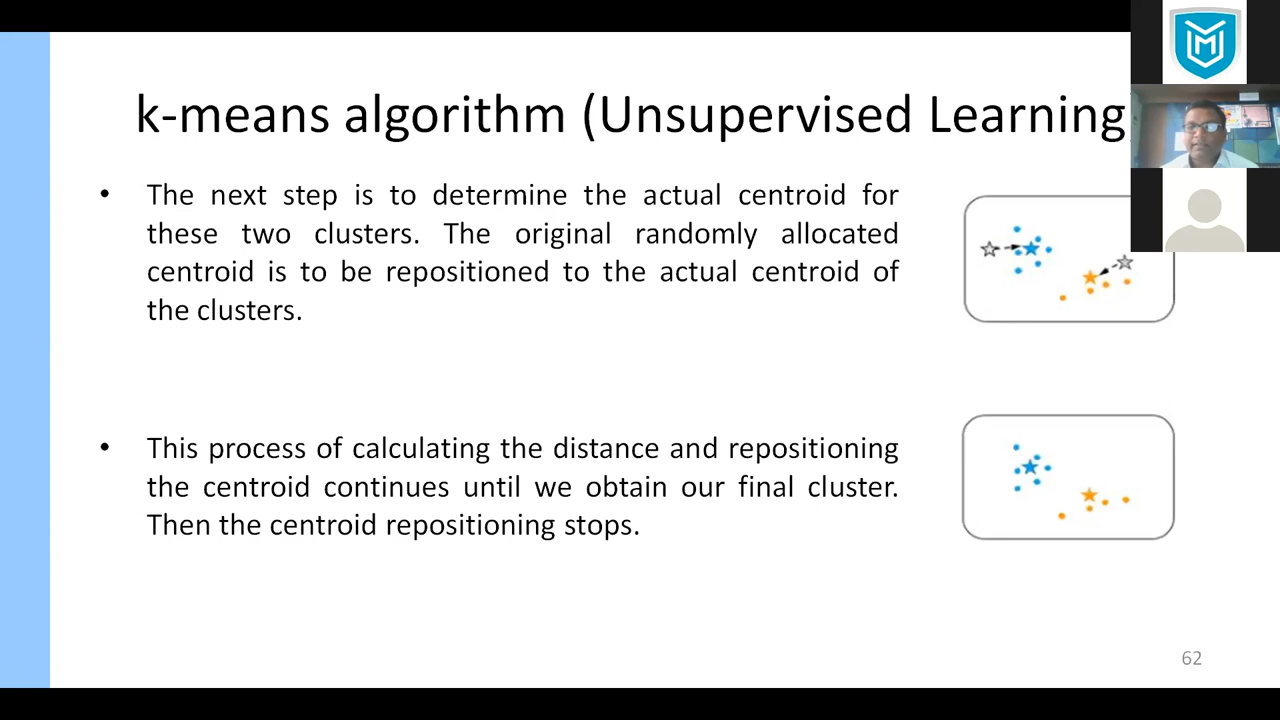 k-means algorithm (Unsupervised Learning
• The next step is to determine the actual centroid for
these two clusters. The original randomly allocated
centroid is to be repositioned to the actual centroid of
the clusters.
• This process of calculating the distance and repositioning
the centroid continues until we obtain our final cluster.
Then the centroid repositioning stops.
62